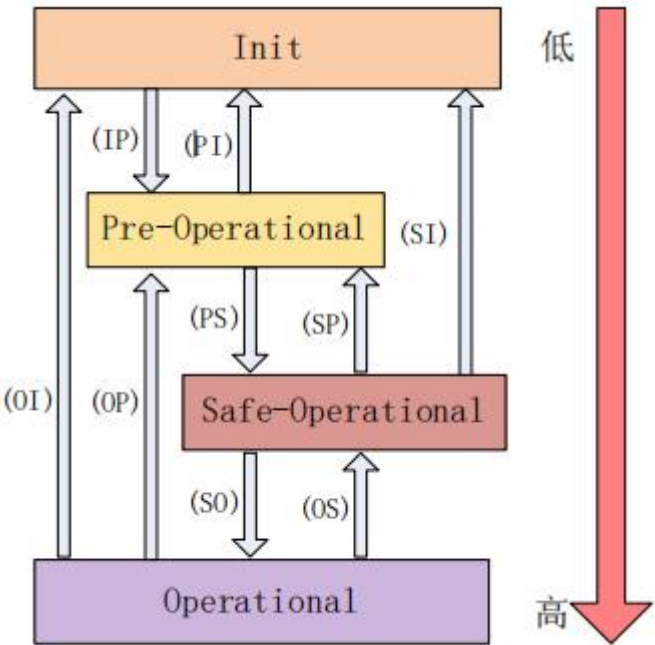 Init
低
(IP)
(PI)
Pre-Operational
(SI)
(PS)
(SP)
(OI)
(OP)
Safe-Operational
(SO)
(OS)
Operational
高